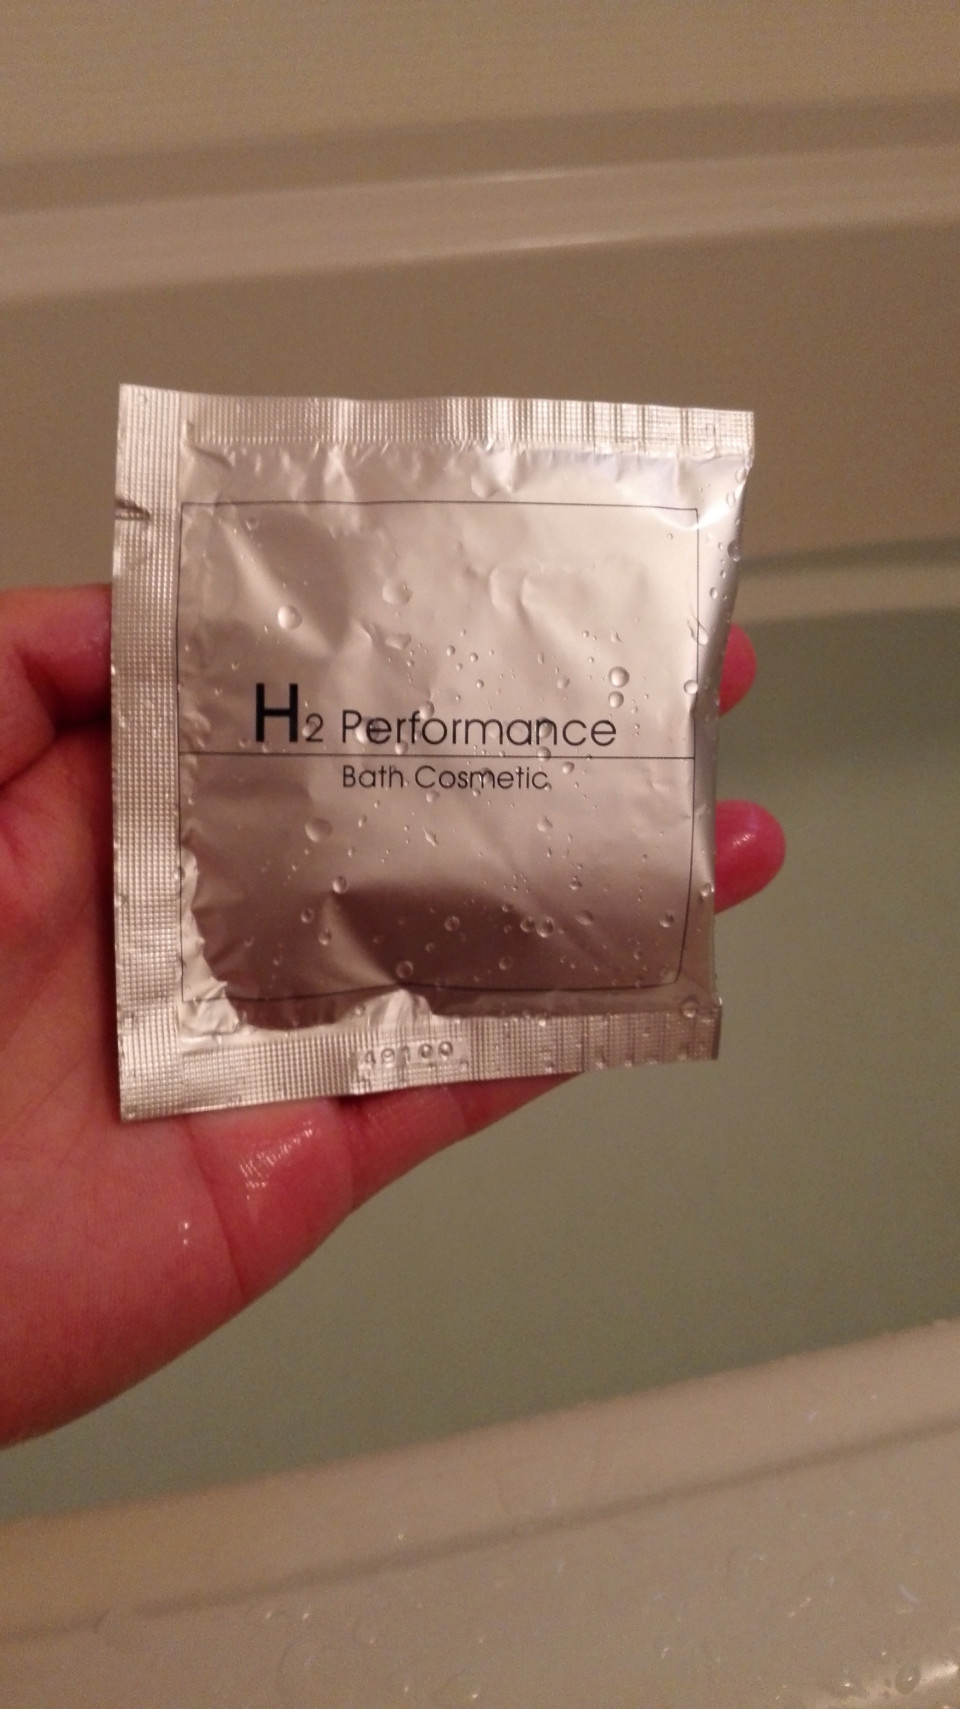 H2 Performance
Bath Cosmetic